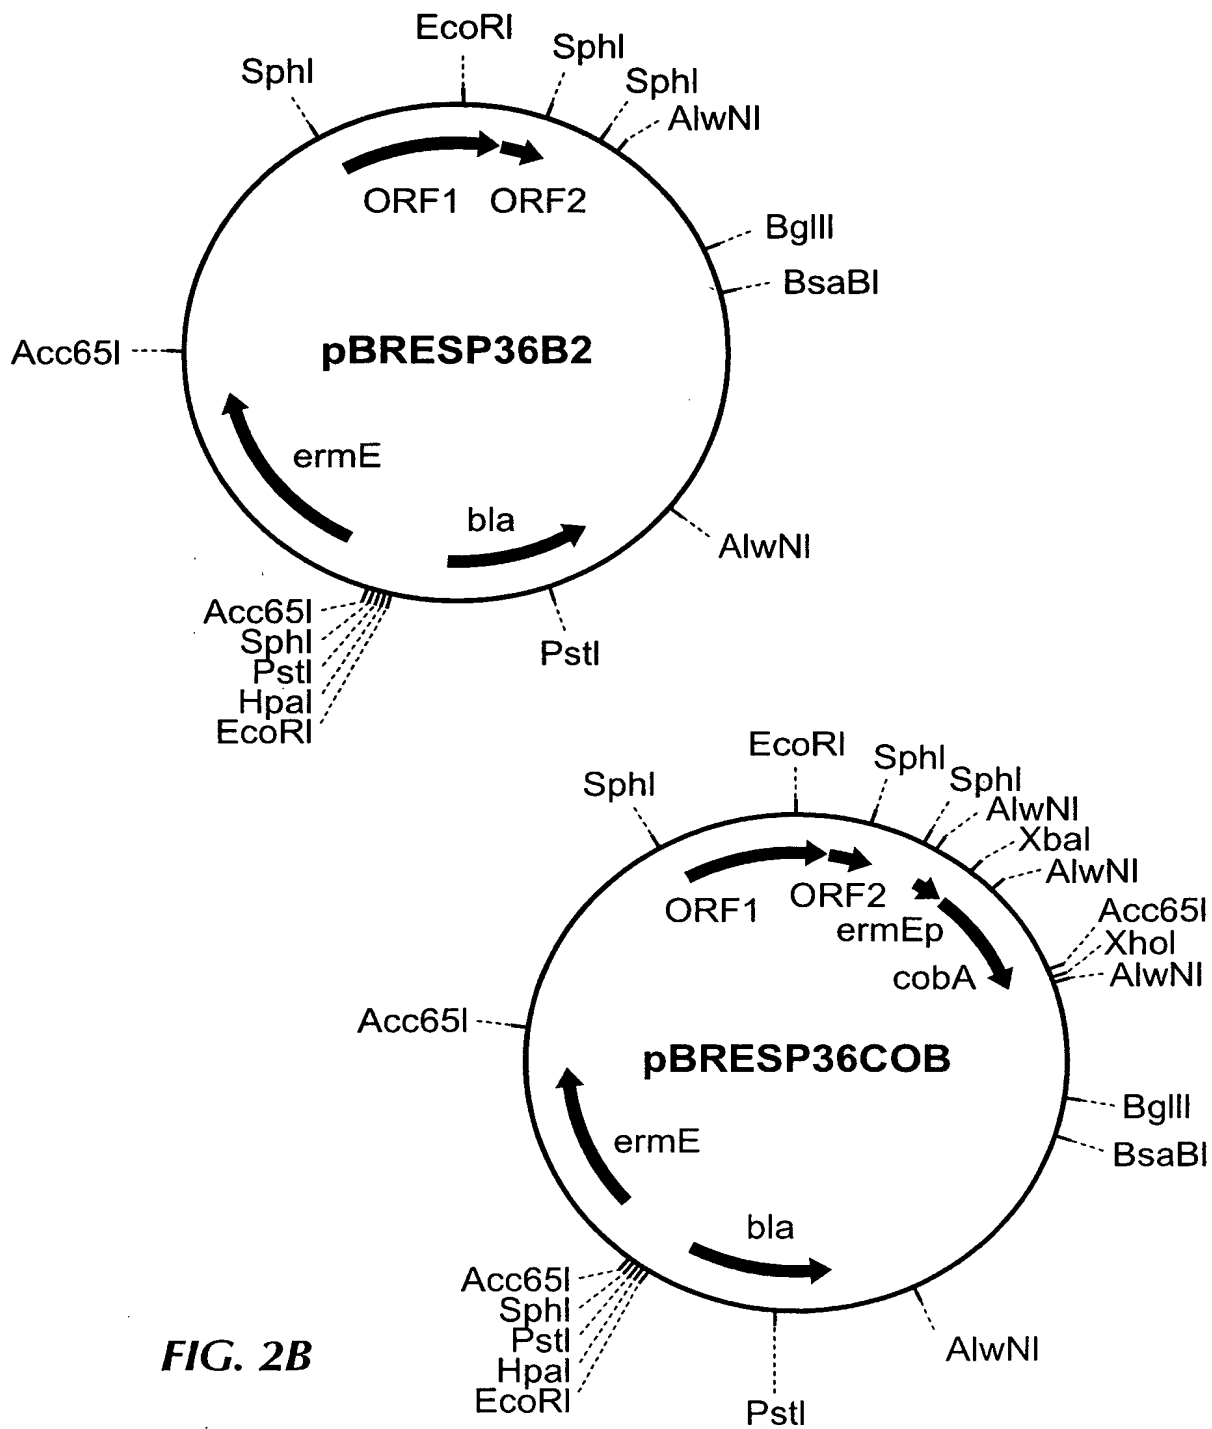 EcoRI
SphI
SphI
SphI
AlwNI
ORF1 ORF2
BglII
BsaBI
Acc65I
pBRESP36B2
ermE
bla
AlwNI
Acc65I
SphI
PstI
PstI
HpaI
EcoRI
EcoRI
SphI
SphI
SphI
AlwNI
XbaI
AlwNI
ORF1 ORF2
ermEp
Acc65I
XhoI
cobA
AlwNI
Acc65I
pBRESP36COB
BglII
ermE
BsaBI
bla
Acc65I
SphI
PstI
HpaI
EcoRI
AlwNI
PstI
FIG. 2B